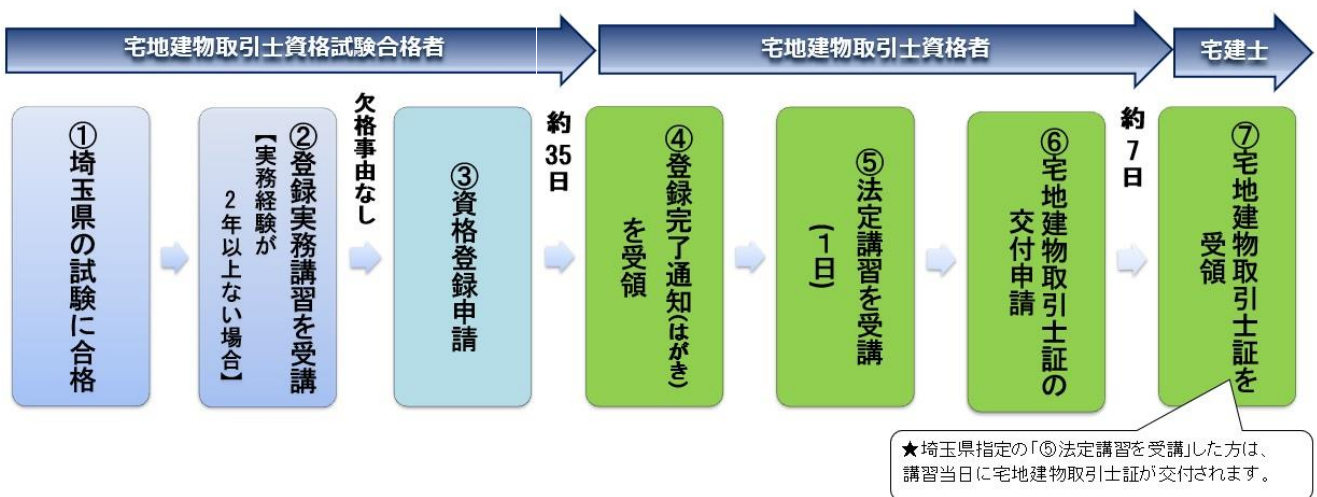 宅地建物取引士資格試験合格者
宅地建物取引士資格者
宅建士
①埼玉県の試験に合格
②登録実務講習を受講
【実務経験が
２年以上ない場合】
欠格事由なし
③資格登録申請
約35日
④登録完了通知(はがき)
を受領
⑤法定講習を受講
(１日)
⑥宅地建物取引士証の
交付申請
約7日
⑦宅地建物取引士証を
受領
★埼玉県指定の「⑤法定講習を受講」した方は、
講習当日に宅地建物取引士証が交付されます。